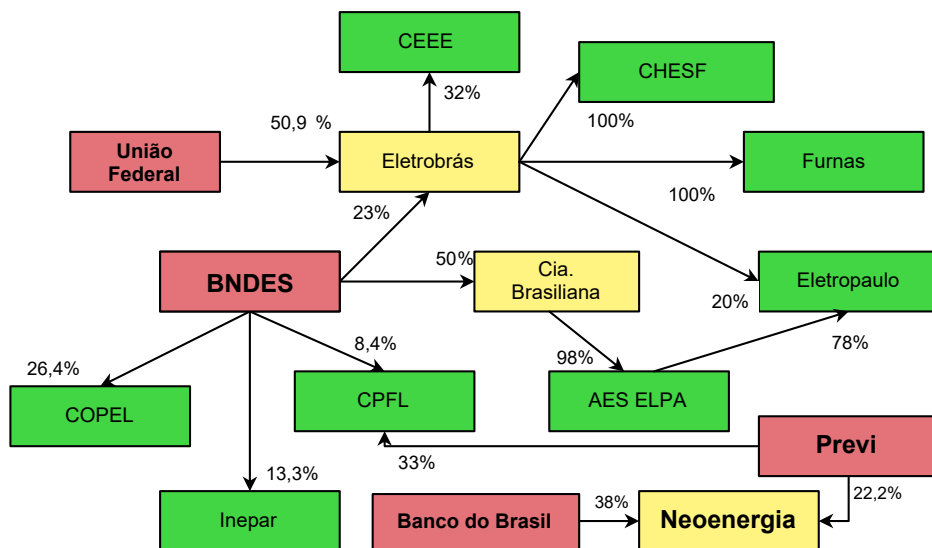 CEEE
CHESF
32%
50,9 %
100%
União
Federal
Eletrobrás
Furnas
100%
23%
BNDES
50%
Cia.
Brasiliana
Eletropaulo
20%
8,4%
98%
78%
26,4%
COPEL
CPFL
AES ELPA
Previ
33%
13,3%
22,2%
Inepar
Banco do Brasil
38%
Neoenergia